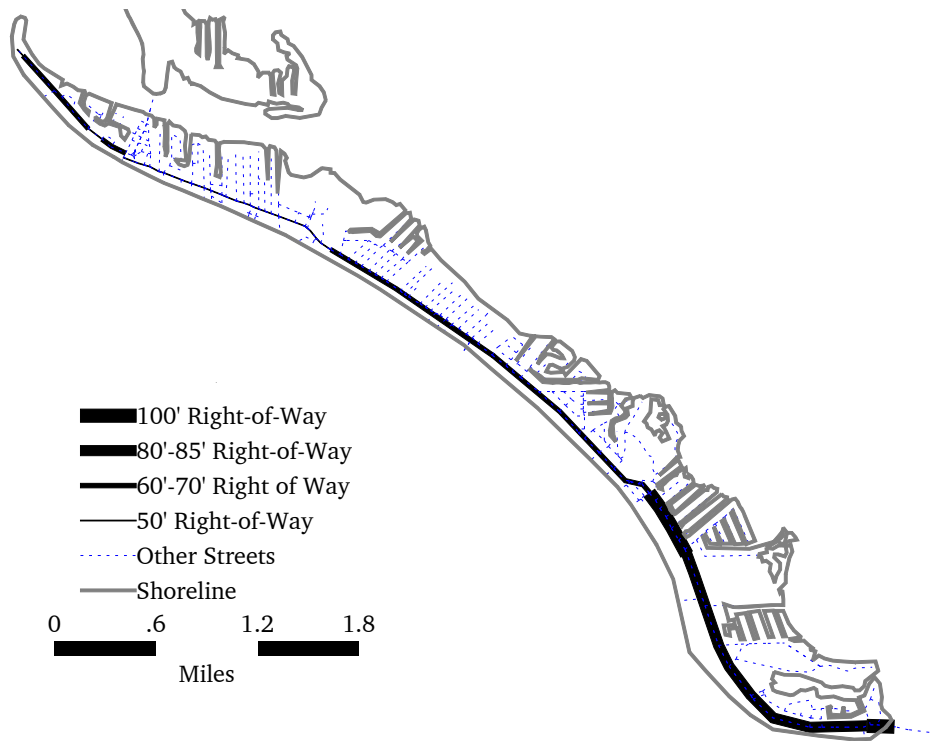 100' Right-of-Way
80'-85' Right-of-Way
60'-70' Right of Way
50' Right-of-Way
Other Streets
Shoreline
0 .6 1.2 1.8
Miles